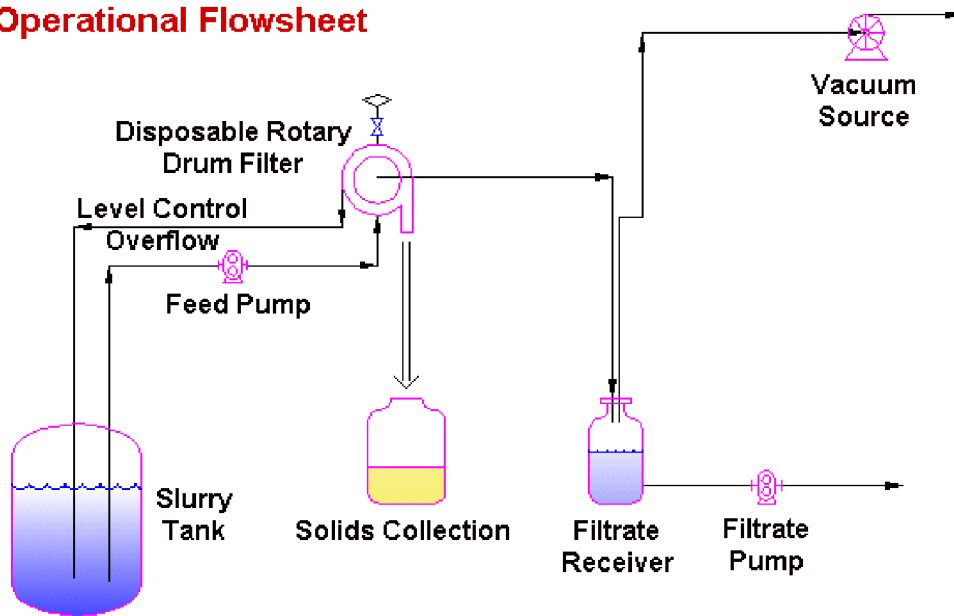 Operational Flowsheet
Vacuum
Source
Disposable Rotary
Drum Filter
Level Control
Overflow
Feed Pump
Slurry
Tank
Solids Collection
Filtrate
Receiver
Filtrate
Pump